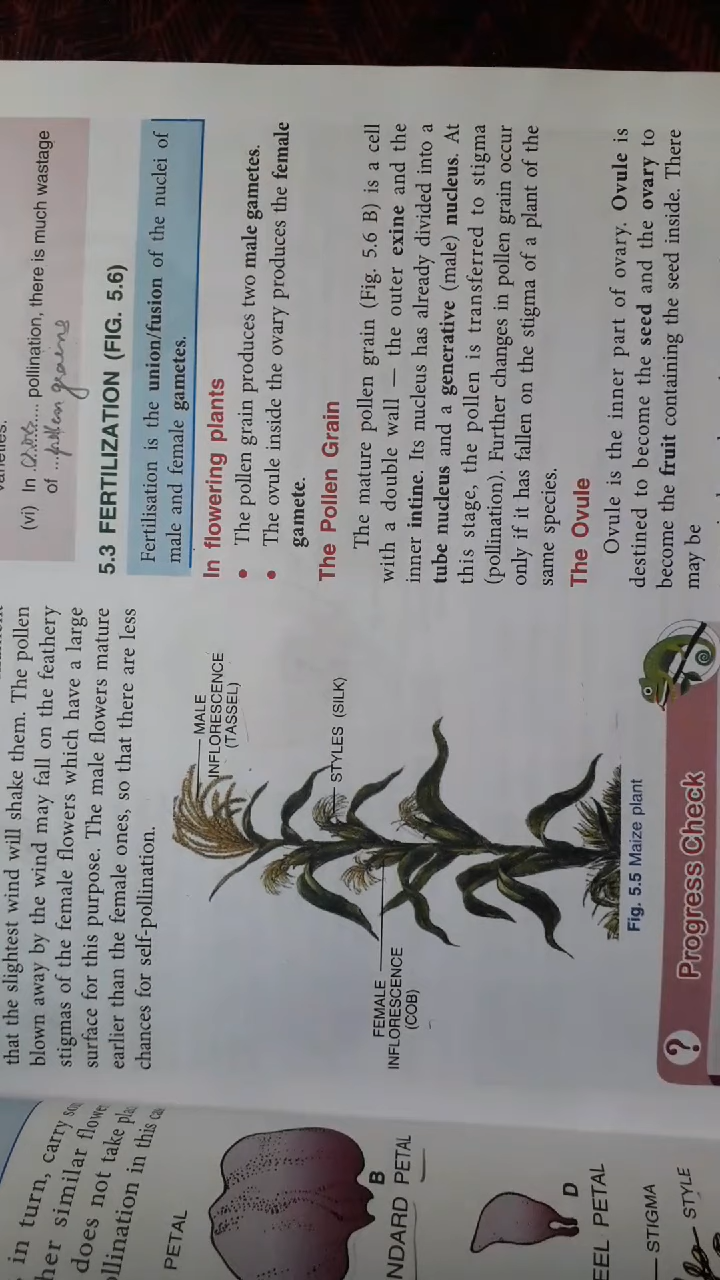 in turn, carry
her similar
does not take
ollination in this
PETAL
B
NDARD PETAL
D
EEL PETAL
STIGMA
STYLE
that the slightest wind will shake them. The pollen
blown away by the wind may fall on the feathery
stigmas of the female flowers which have a large
surface for this purpose. The male flowers mature
earlier than the female ones, so that there are less
chances for self-pollination.
MALE
INFLORESCENCE
(TASSEL)
STYLES (SILK)
FEMALE
INFLORESCENCE
(COB)
Fig. 5.5 Maize plant
? Progress Check
(vi) In ........ pollination, there is much wastage
of ...pollen grains
5.3 FERTILIZATION (FIG. 5.6)
Fertilisation is the union/fusion of the nuclei of
male and female gametes.
In flowering plants
• The pollen grain produces two male gametes.
• The ovule inside the ovary produces the female
gamete.
The Pollen Grain
The mature pollen grain (Fig. 5.6 B) is a cell
with a double wall — the outer exine and the
inner intine. Its nucleus has already divided into a
tube nucleus and a generative (male) nucleus. At
this stage, the pollen is transferred to stigma
(pollination). Further changes in pollen grain occur
only if it has fallen on the stigma of a plant of the
same species.
The Ovule
Ovule is the inner part of ovary. Ovule is
destined to become the seed and the ovary to
become the fruit containing the seed inside. There
may be